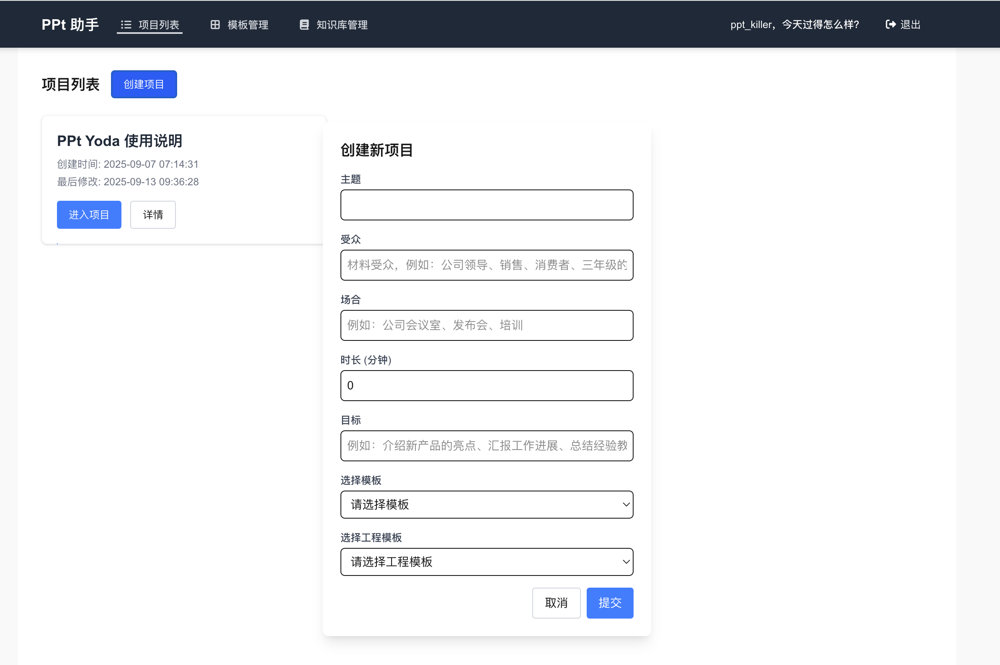 PPt 助手 项目列表 模板管理 知识库管理 ppt_killer，今天过得怎么样? 退出
项目列表 创建项目
PPt Yoda 使用说明
创建时间: 2025-09-07 07:14:31
最后修改: 2025-09-13 09:36:28
进入项目 详情
创建新项目
主题
受众
材料受众，例如：公司领导、销售、消费者、三年级的
场合
例如：公司会议室、发布会、培训
时长 (分钟)
0
目标
例如：介绍新产品的亮点、汇报工作进展、总结经验教
选择模板
请选择模板
选择工程模板
请选择工程模板
取消 提交